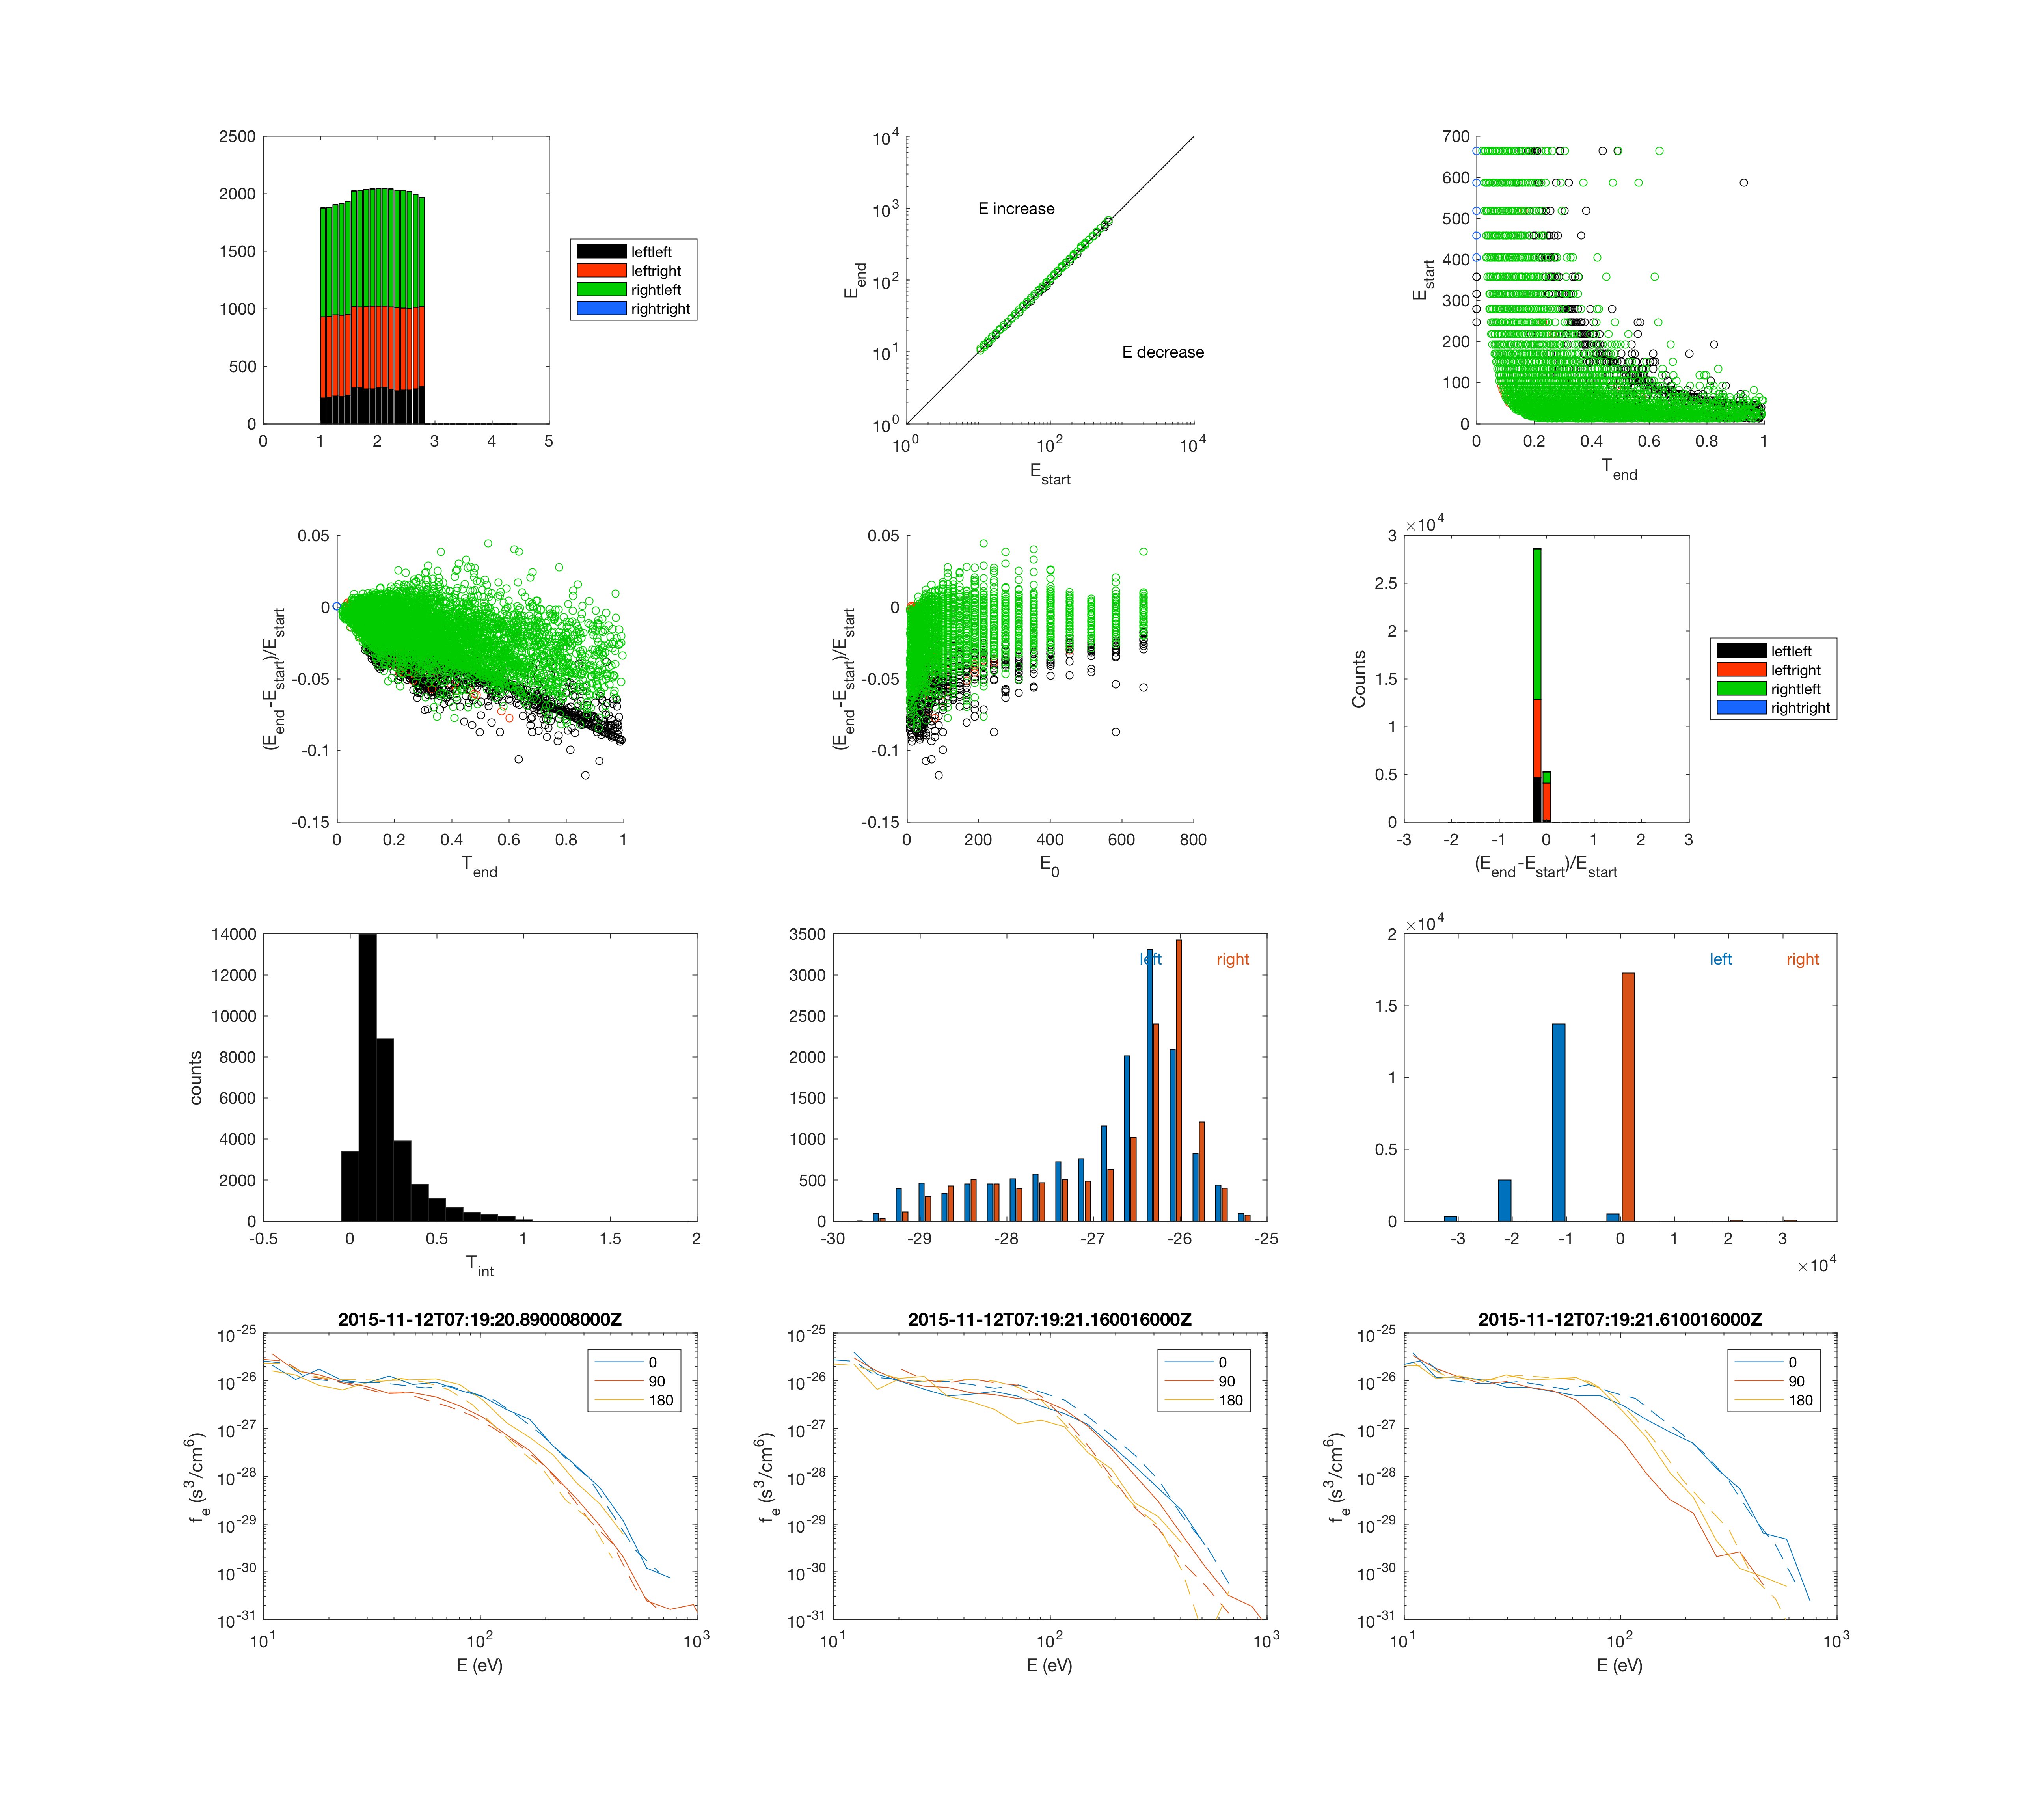 2500
2000
1500
1000
500
0
0 1 2 3 4 5
leftleft
leftright
rightleft
rightright
10^4
10^3
10^2
10^1
10^0
E_end
E increase
E decrease
10^0 10^2 10^4
E_start
700
600
500
400
300
200
100
0
E_start
0 0.2 0.4 0.6 0.8 1
T_end
0.05
0
-0.05
-0.1
-0.15
(E_end-E_start)/E_start
0 0.2 0.4 0.6 0.8 1
T_end
0.05
0
-0.05
-0.1
-0.15
(E_end-E_start)/E_start
0 200 400 600 800
E_0
×10^4
3
2.5
2
1.5
1
0.5
0
Counts
-3 -2 -1 0 1 2 3
(E_end-E_start)/E_start
leftleft
leftright
rightleft
rightright
14000
12000
10000
8000
6000
4000
2000
0
counts
-0.5 0 0.5 1 1.5 2
T_int
3500
3000
2500
2000
1500
1000
500
0
left right
-30 -29 -28 -27 -26 -25
×10^4
2
1.5
1
0.5
0
left right
-3 -2 -1 0 1 2 3
×10^4
2015-11-12T07:19:20.890008000Z
10^-25
10^-26
10^-27
10^-28
10^-29
10^-30
10^-31
f_e (s^3/cm^6)
0
90
180
10^1 10^2 10^3
E (eV)
2015-11-12T07:19:21.160016000Z
10^-25
10^-26
10^-27
10^-28
10^-29
10^-30
10^-31
f_e (s^3/cm^6)
0
90
180
10^1 10^2 10^3
E (eV)
2015-11-12T07:19:21.610016000Z
10^-25
10^-26
10^-27
10^-28
10^-29
10^-30
10^-31
f_e (s^3/cm^6)
0
90
180
10^1 10^2 10^3
E (eV)